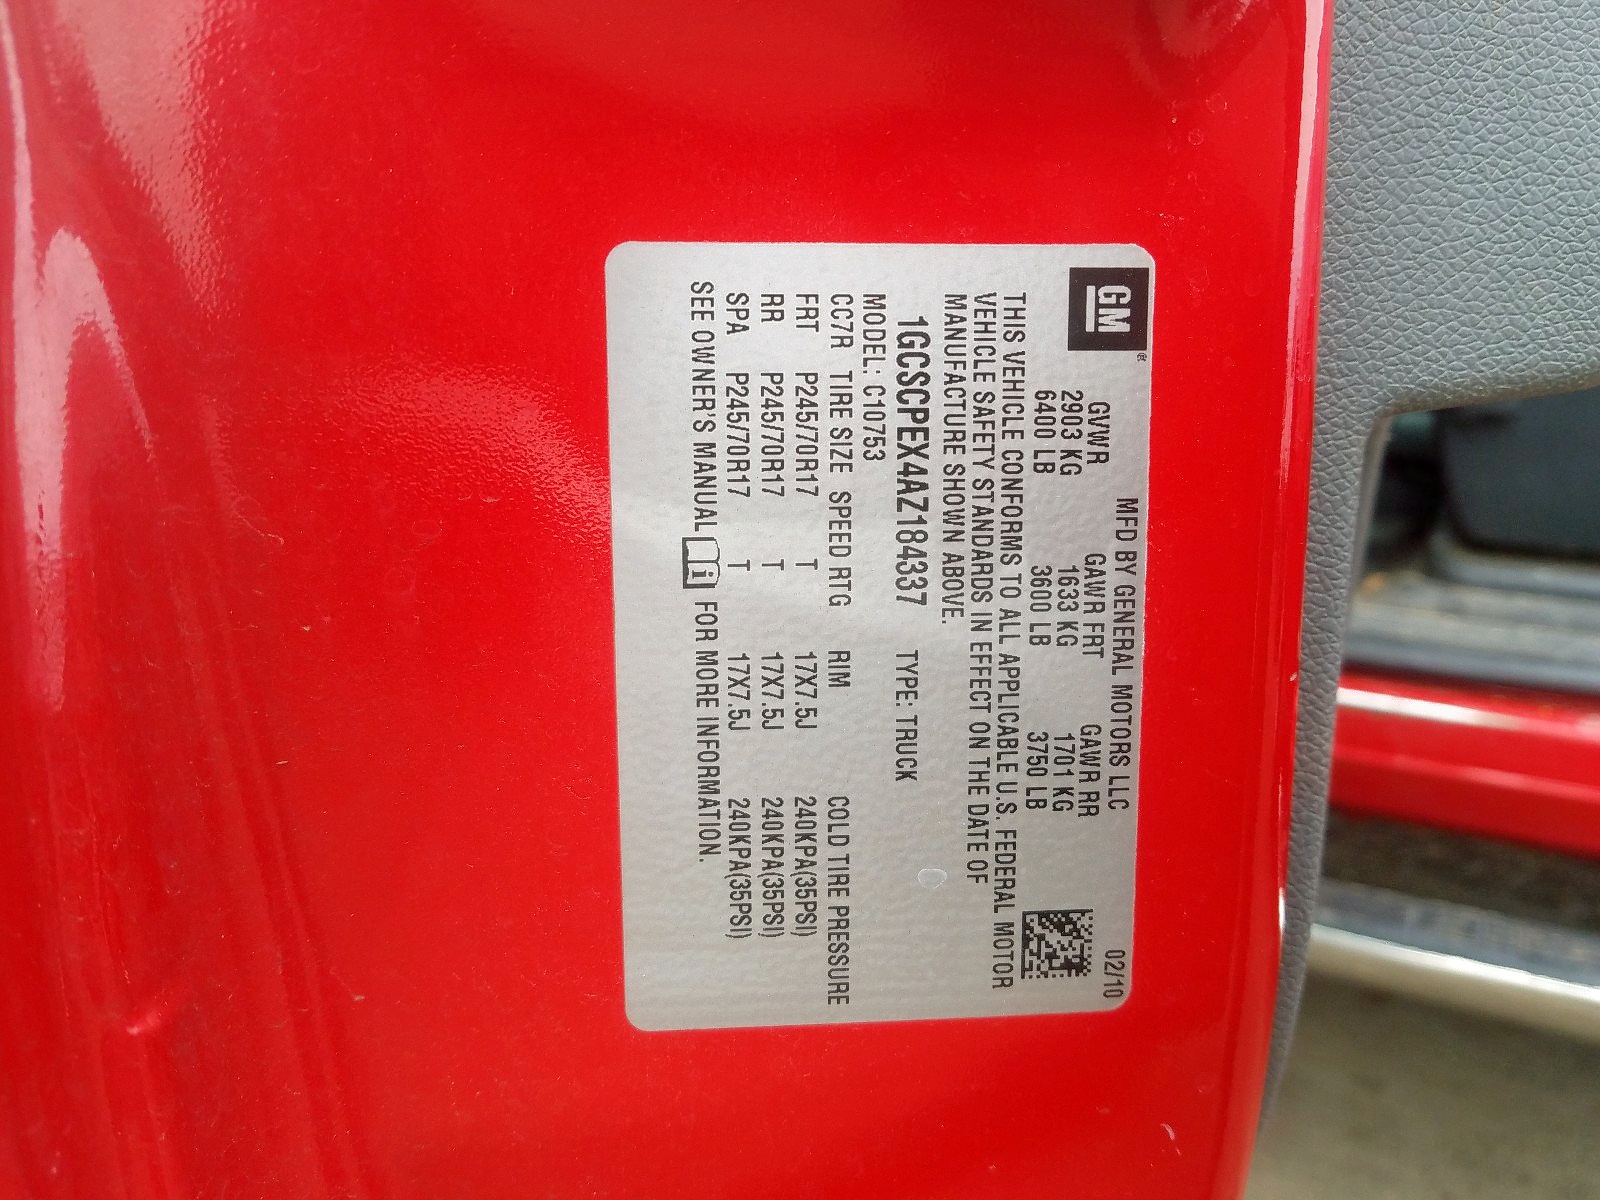 GM
MFD BY GENERAL MOTORS LLC 02/10
GVWR GAWR FRT GAWR RR
2903 KG 1633 KG 1701 KG
6400 LB 3600 LB 3750 LB
THIS VEHICLE CONFORMS TO ALL APPLICABLE U.S. FEDERAL MOTOR
VEHICLE SAFETY STANDARDS IN EFFECT ON THE DATE OF
MANUFACTURE SHOWN ABOVE.
1GCSCPEX4AZ184337 TYPE: TRUCK
MODEL: C10753
CC7R TIRE SIZE SPEED RTG RIM COLD TIRE PRESSURE
FRT P245/70R17 T 17X7.5J 240KPA(35PSI)
RR P245/70R17 T 17X7.5J 240KPA(35PSI)
SPA P245/70R17 T 17X7.5J 240KPA(35PSI)
SEE OWNER'S MANUAL FOR MORE INFORMATION.